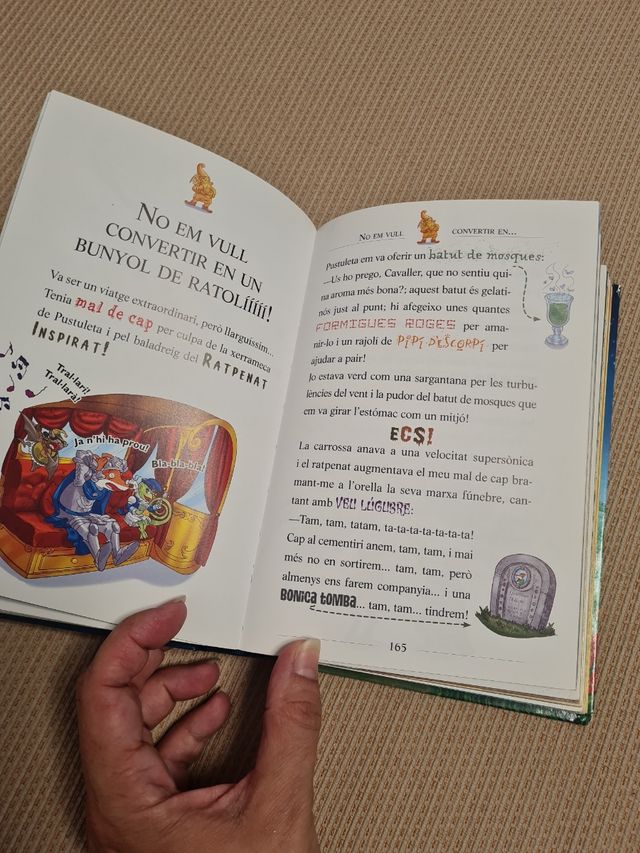 No em vull
convertir en un
bunyol de ratolííííí!
Va ser un viatge extraordinari, però llarguíssim...
Tenia mal de cap per culpa de la xerrameca
de Pustuleta i pel baladreig del Ratpenat
Inspirat!
Tral·larí!
Tral·larà!
Ja n'hi ha prou!
Bla-bla-bla!
No em vull convertir en...
Pustuleta em va oferir un batut de mosques:
—Us ho prego, Cavaller, que no sentiu qui-
na aroma més bona?; aquest batut és gelati-
nós just al punt; hi afegeixo unes quantes
FORMIGUES ROGES per ama-
nir-lo i un rajolí de PIPÍ D'ESCORPÍ per
ajudar a pair!
Jo estava verd com una sargantana per les turbu-
lències del vent i la pudor del batut de mosques que
em va girar l'estómac com un mitjó!
ECS!
La carrossa anava a una velocitat supersònica
i el ratpenat augmentava el meu mal de cap bra-
mant-me a l'orella la seva marxa fúnebre, can-
tant amb VEU LÚGUBRE:
—Tam, tam, tatam, ta-ta-ta-ta-ta-ta-ta!
Cap al cementiri anem, tam, tam, i mai
més no en sortirem... tam, tam, però
almenys ens farem companyia... i una
BONICA TOMBA... tam, tam... tindrem!
165